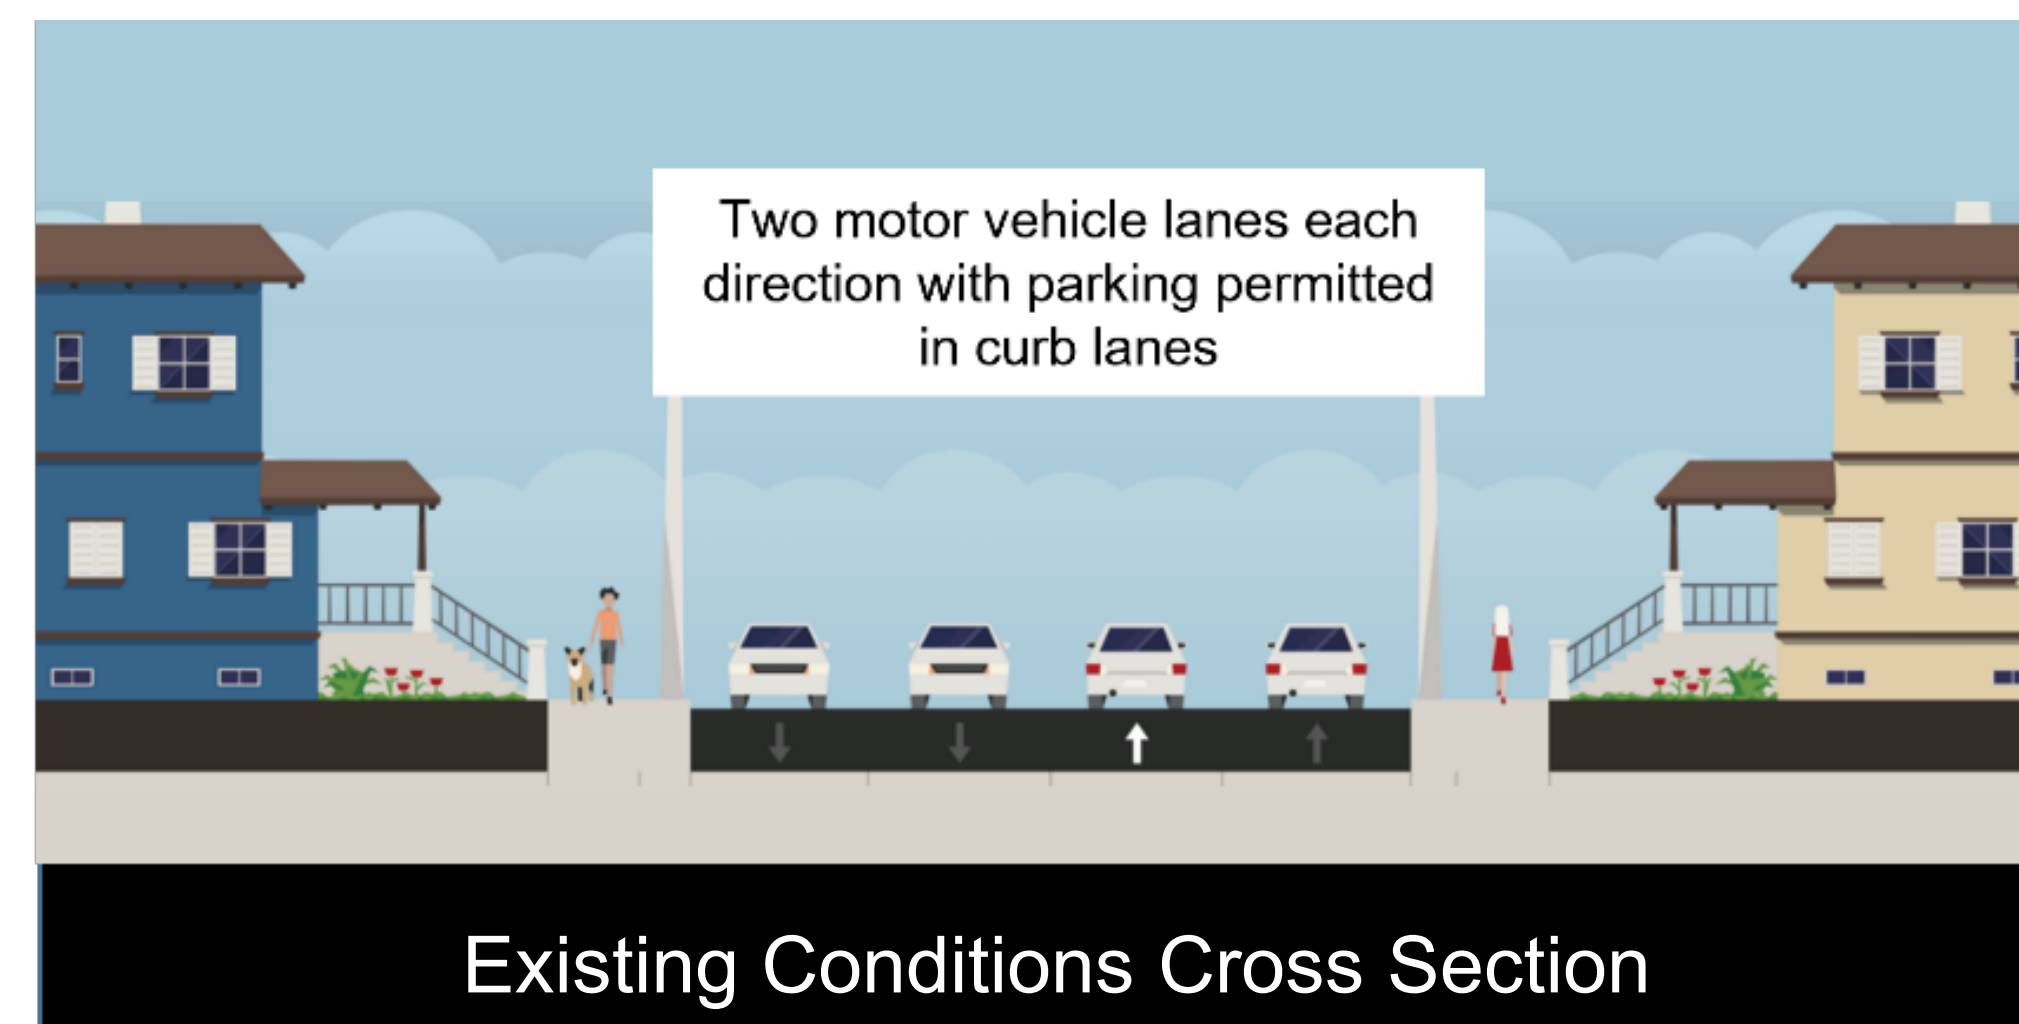 Two motor vehicle lanes each
direction with parking permitted
in curb lanes
Existing Conditions Cross Section